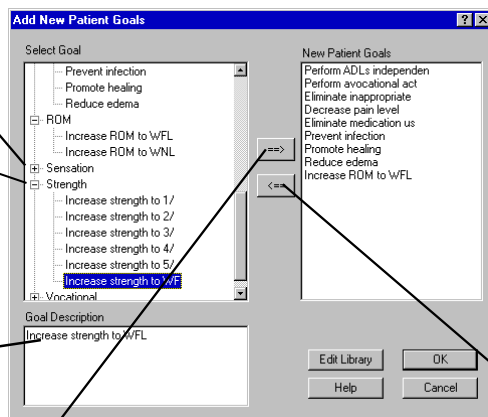 Add New Patient Goals
Select Goal
Prevent infection
Promote healing
Reduce edema
ROM
Increase ROM to WFL
Increase ROM to WNL
Sensation
Strength
Increase strength to 1/
Increase strength to 2/
Increase strength to 3/
Increase strength to 4/
Increase strength to 5/
Increase strength to WF
Vocational
Goal Description
Increase strength to WFL
==>
<==
New Patient Goals
Perform ADLs independen
Perform avocational act
Eliminate inappropriate
Decrease pain level
Eliminate medication us
Prevent infection
Promote healing
Reduce edema
Increase ROM to WFL
Edit Library
OK
Help
Cancel